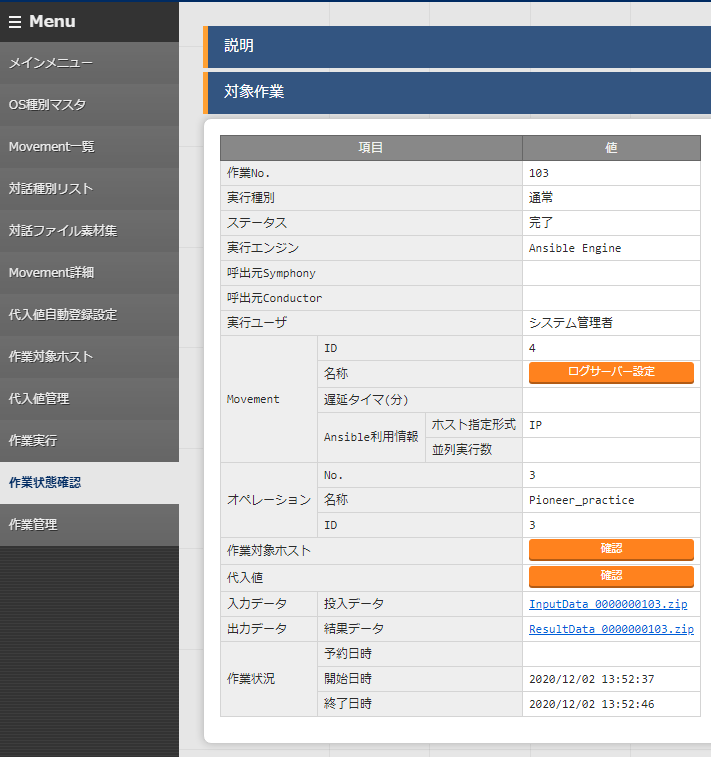 ☰ Menu
メインメニュー
OS種別マスタ
Movement一覧
対話種別リスト
対話ファイル素材集
Movement詳細
代入値自動登録設定
作業対象ホスト
代入値管理
作業実行
作業状態確認
作業管理
説明
対象作業
項目 値
作業No. 103
実行種別 通常
ステータス 完了
実行エンジン Ansible Engine
呼出元Symphony
呼出元Conductor
実行ユーザ システム管理者
Movement ID 4
名称 ログサーバー設定
遅延タイマ(分)
Ansible利用情報 ホスト指定形式 IP
並列実行数
オペレーション No. 3
名称 Pioneer_practice
ID 3
作業対象ホスト 確認
代入値 確認
入力データ 投入データ InputData_0000000103.zip
出力データ 結果データ ResultData_0000000103.zip
作業状況 予約日時
開始日時 2020/12/02 13:52:37
終了日時 2020/12/02 13:52:46